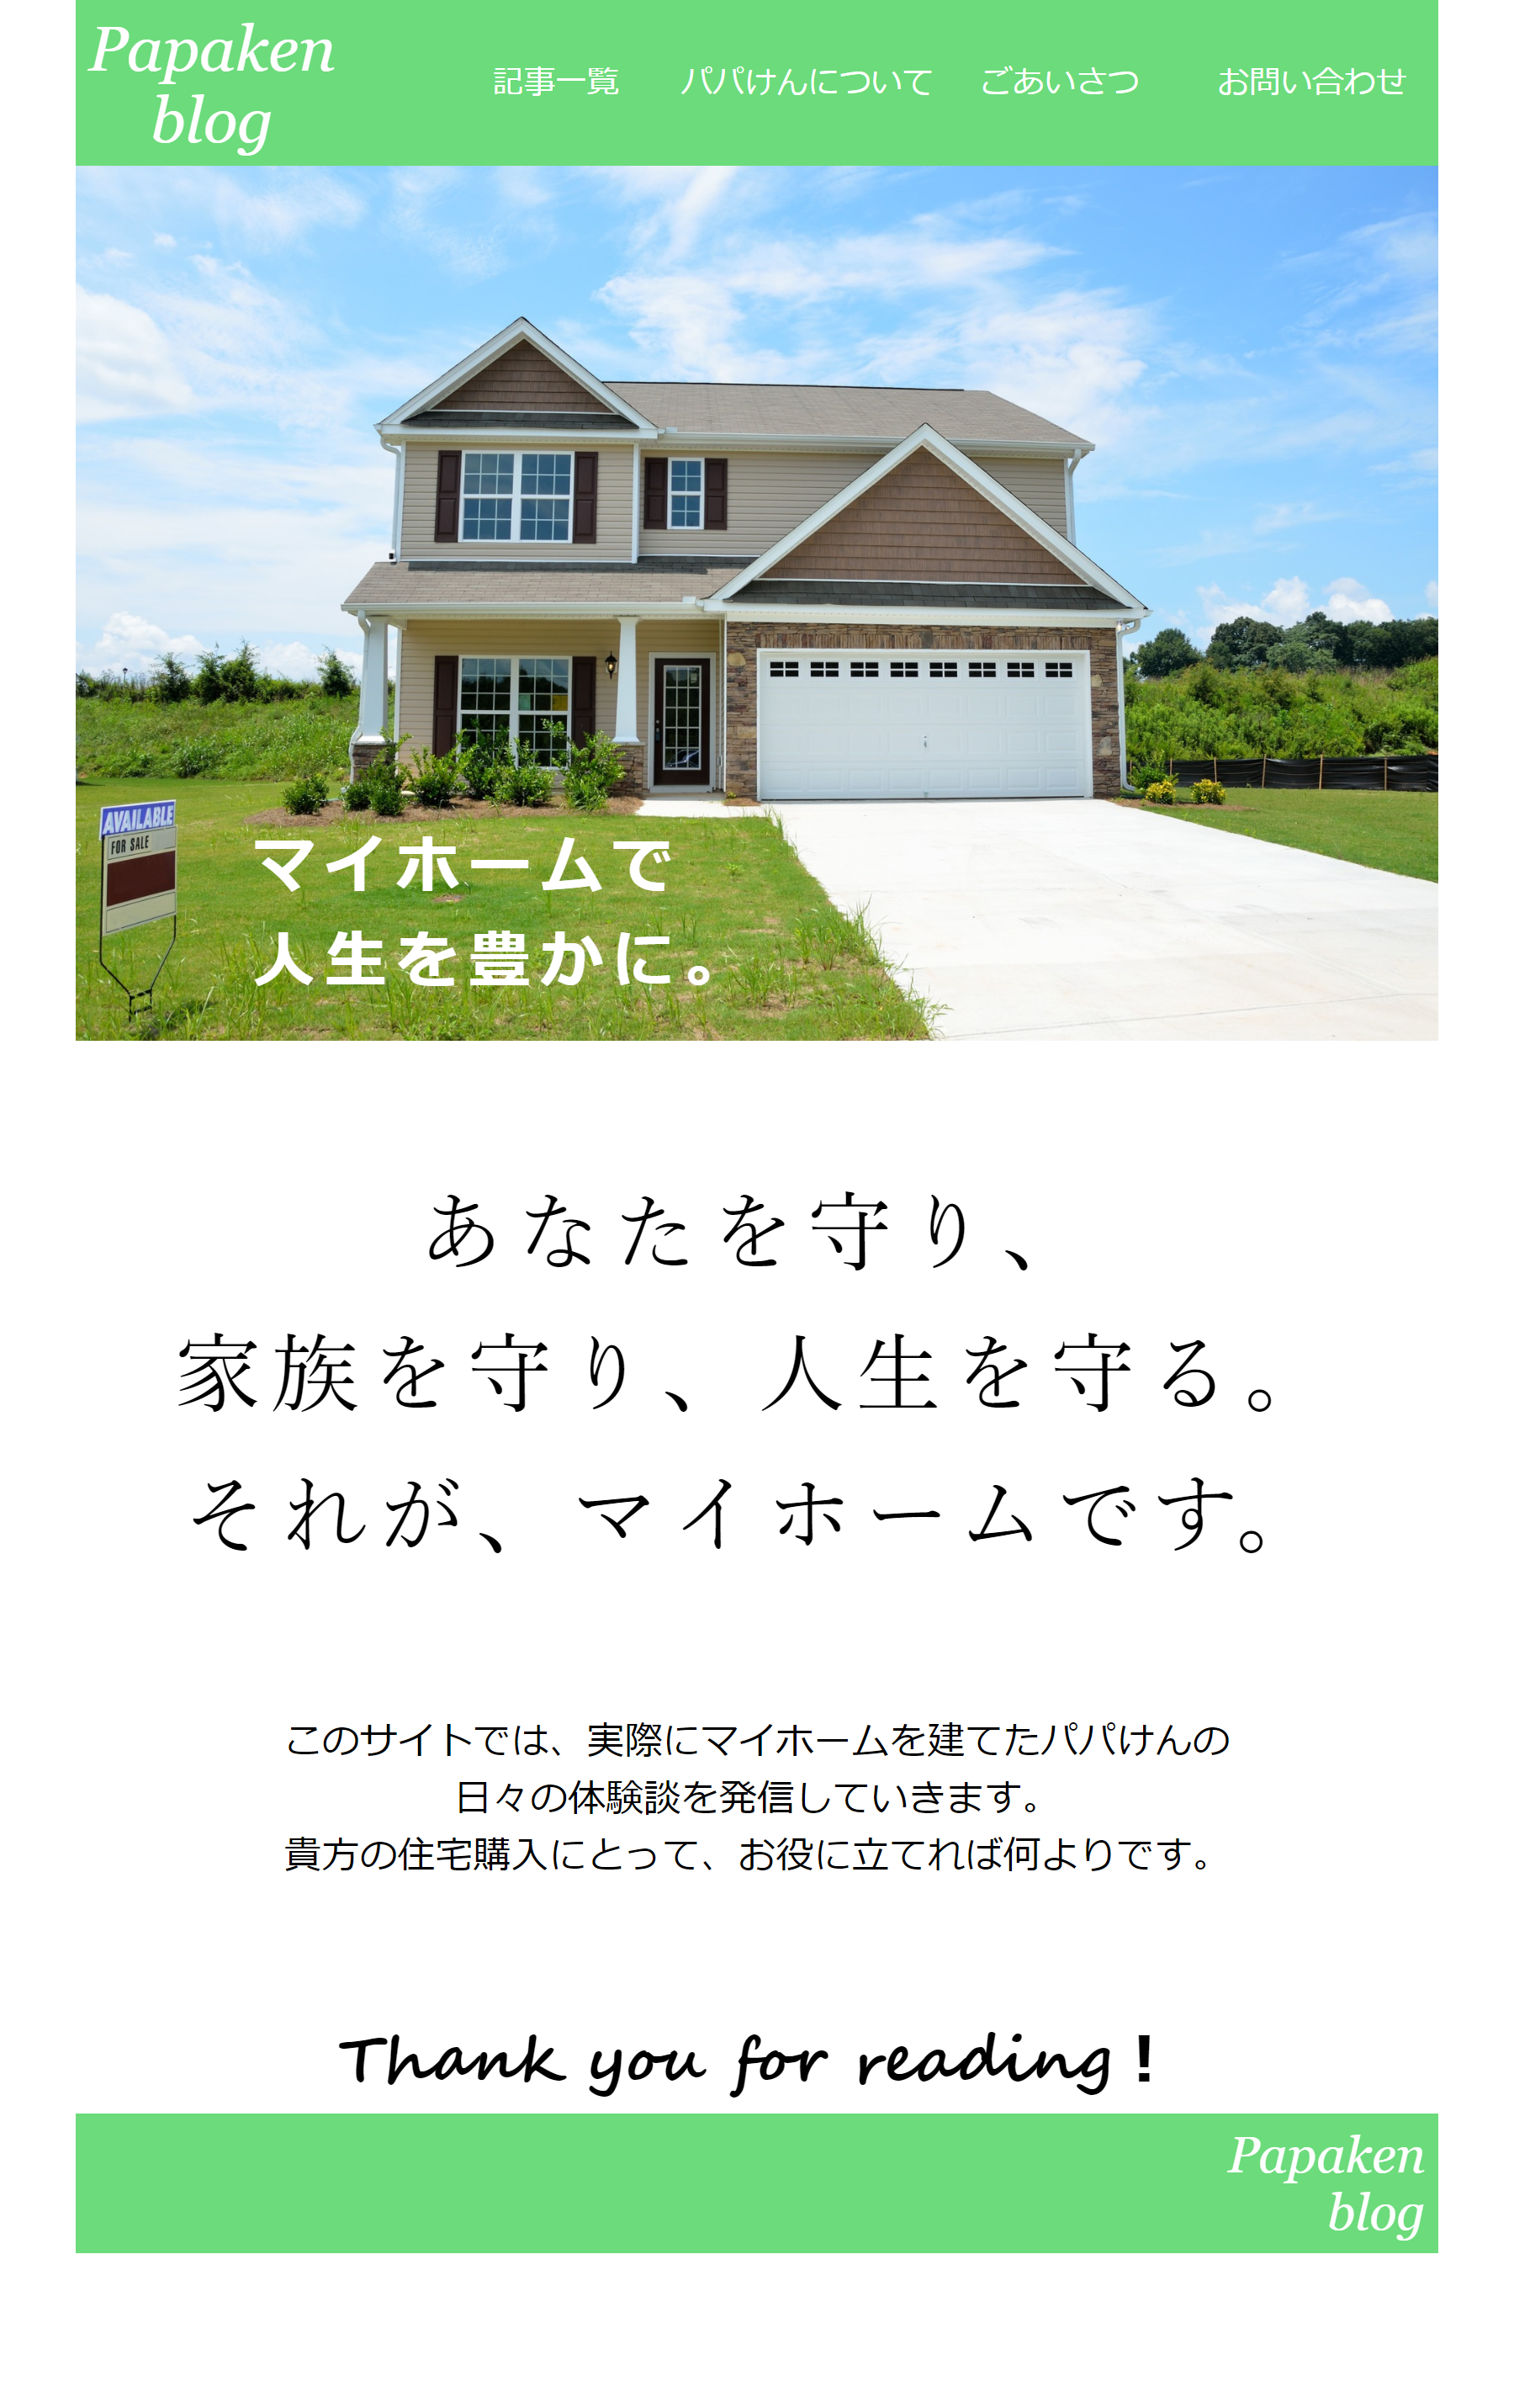 Papaken
blog
記事一覧 パパけんについて ごあいさつ お問い合わせ
AVAILABLE
FOR SALE
マイホームで
人生を豊かに。
あなたを守り、
家族を守り、人生を守る。
それが、マイホームです。
このサイトでは、実際にマイホームを建てたパパけんの
日々の体験談を発信していきます。
貴方の住宅購入にとって、お役に立てれば何よりです。
Thank you for reading！
Papaken
blog